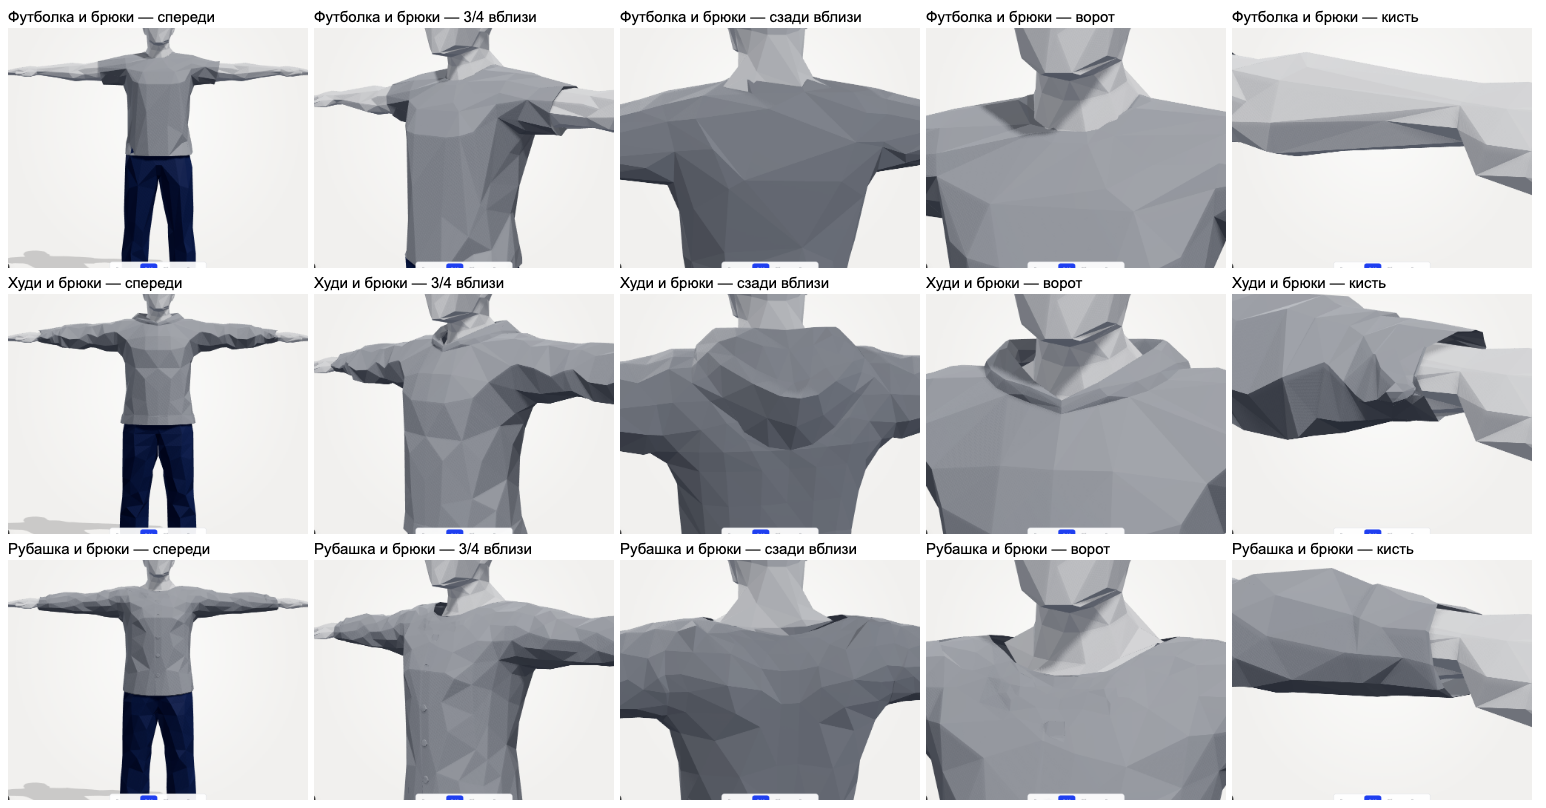 Футболка и брюки — спереди
Футболка и брюки — 3/4 вблизи
Футболка и брюки — сзади вблизи
Футболка и брюки — ворот
Футболка и брюки — кисть
Худи и брюки — спереди
Худи и брюки — 3/4 вблизи
Худи и брюки — сзади вблизи
Худи и брюки — ворот
Худи и брюки — кисть
Рубашка и брюки — спереди
Рубашка и брюки — 3/4 вблизи
Рубашка и брюки — сзади вблизи
Рубашка и брюки — ворот
Рубашка и брюки — кисть